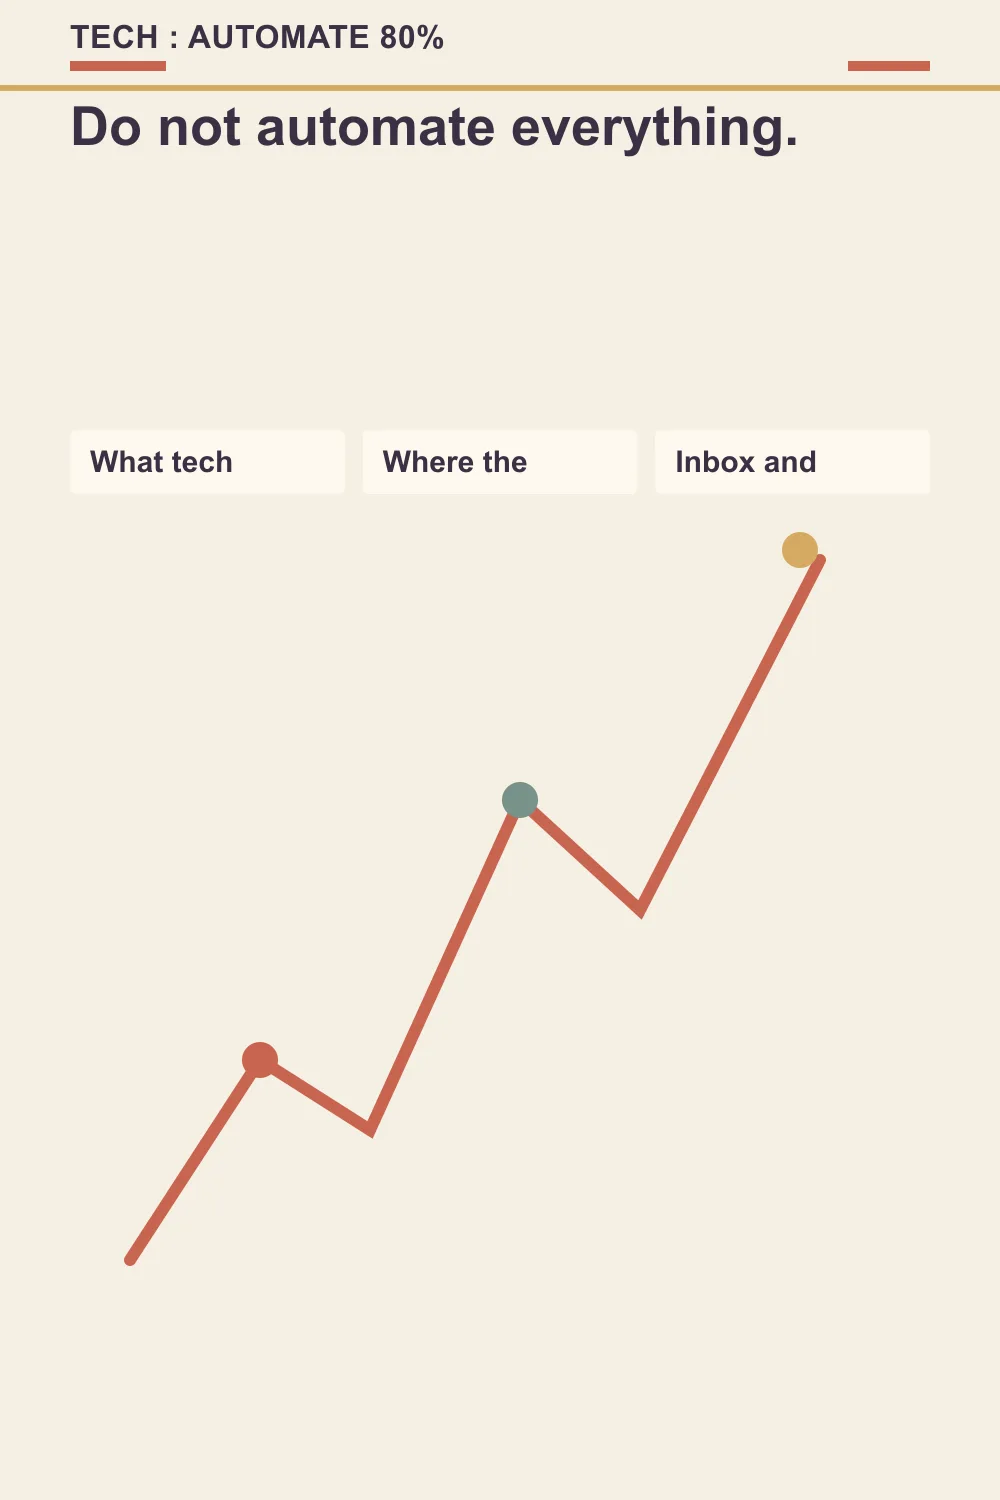 TECH : AUTOMATE 80%
Do not automate everything.
What tech
Where the
Inbox and